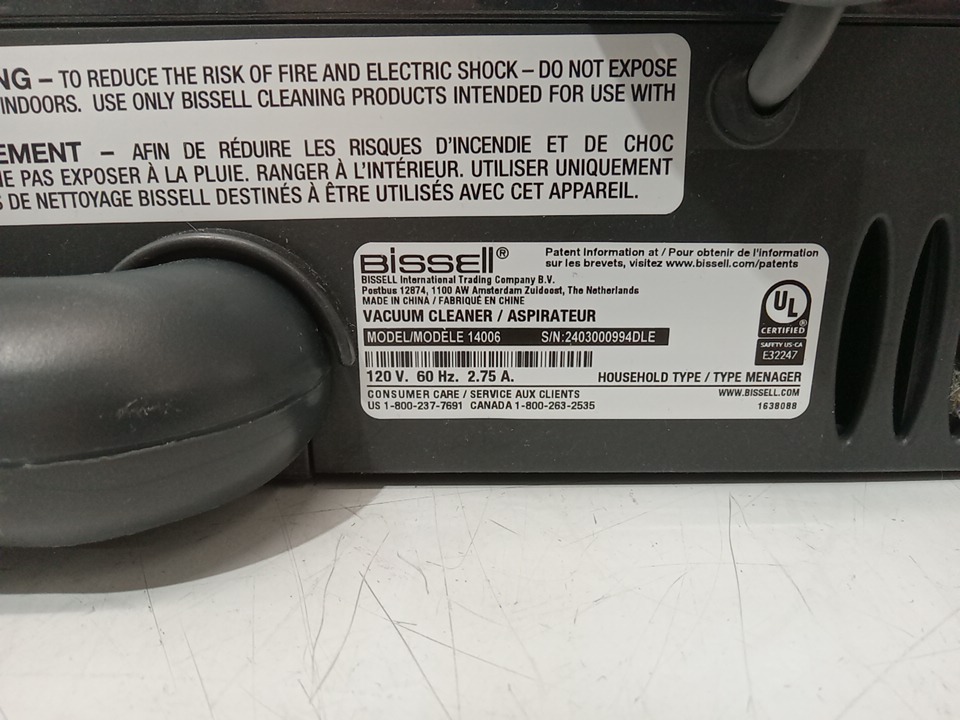 NG – TO REDUCE THE RISK OF FIRE AND ELECTRIC SHOCK – DO NOT EXPOSE
INDOORS. USE ONLY BISSELL CLEANING PRODUCTS INTENDED FOR USE WITH
EMENT – AFIN DE RÉDUIRE LES RISQUES D'INCENDIE ET DE CHOC
NE PAS EXPOSER À LA PLUIE. RANGER À L'INTÉRIEUR. UTILISER UNIQUEMENT
S DE NETTOYAGE BISSELL DESTINÉS À ÊTRE UTILISÉS AVEC CET APPAREIL.
BISSELL®
Patent Information at / Pour obtenir de l'information
sur les brevets, visitez www.bissell.com/patents
BISSELL International Trading Company B.V.
Postbus 12874, 1100 AW Amsterdam Zuidoost, The Netherlands
MADE IN CHINA / FABRIQUÉ EN CHINE
VACUUM CLEANER / ASPIRATEUR
MODEL/MODÈLE 14006 S/N:2403000994DLE
120 V. 60 Hz. 2.75 A. HOUSEHOLD TYPE / TYPE MENAGER
CONSUMER CARE / SERVICE AUX CLIENTS WWW.BISSELL.COM
US 1-800-237-7691 CANADA 1-800-263-2535 1638088
UL®
CERTIFIED
SAFETY US-CA
E32247